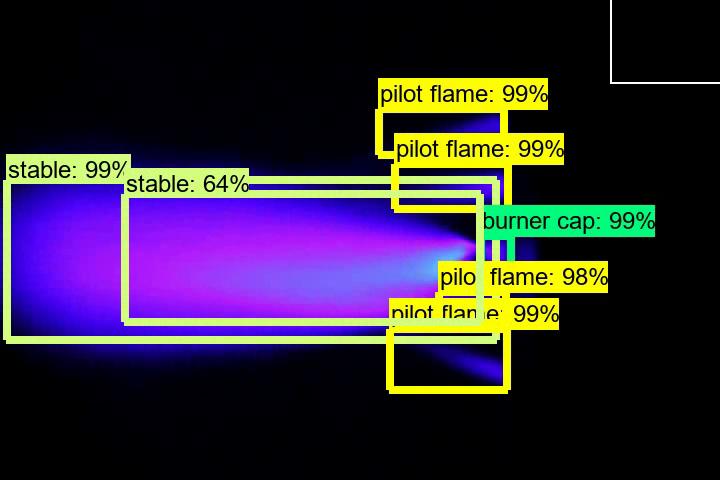 pilot flame: 99%
pilot flame: 99%
stable: 99%
stable: 64%
burner cap: 99%
pilot flame: 98%
pilot flame: 99%